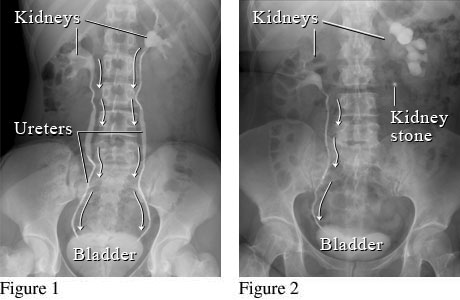 Kidneys
Ureters
Bladder
Figure 1
Kidneys
Kidney
stone
Bladder
Figure 2